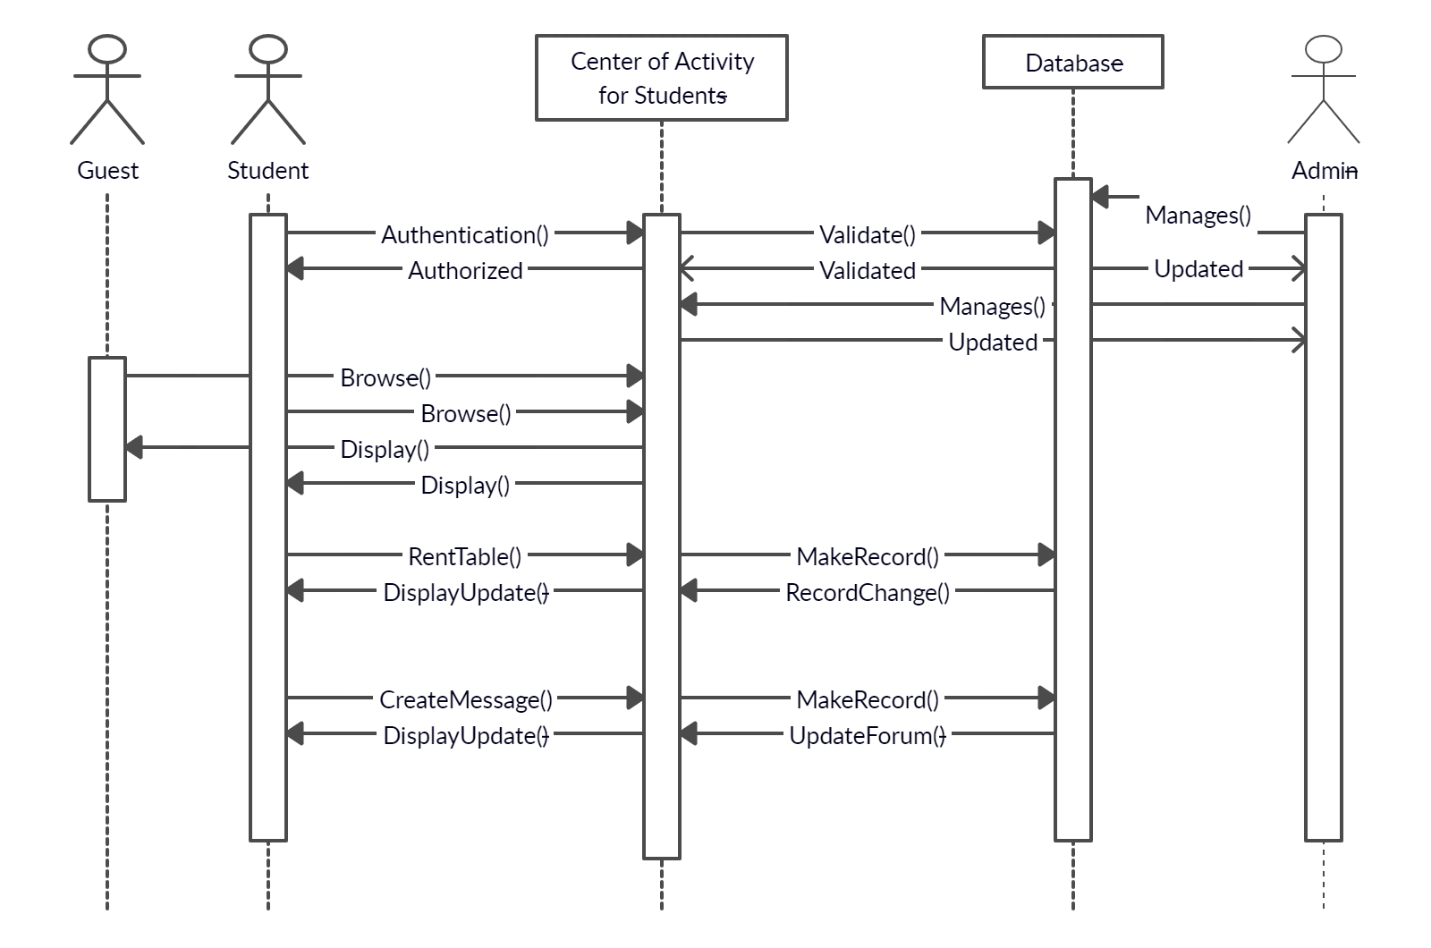 Center of Activity
for Students
Database
Guest
Student
Admin
Manages()
Authentication()
Validate()
Authorized
Validated
Updated
Manages()
Updated
Browse()
Browse()
Display()
Display()
RentTable()
MakeRecord()
DisplayUpdate()
RecordChange()
CreateMessage()
MakeRecord()
DisplayUpdate()
UpdateForum()